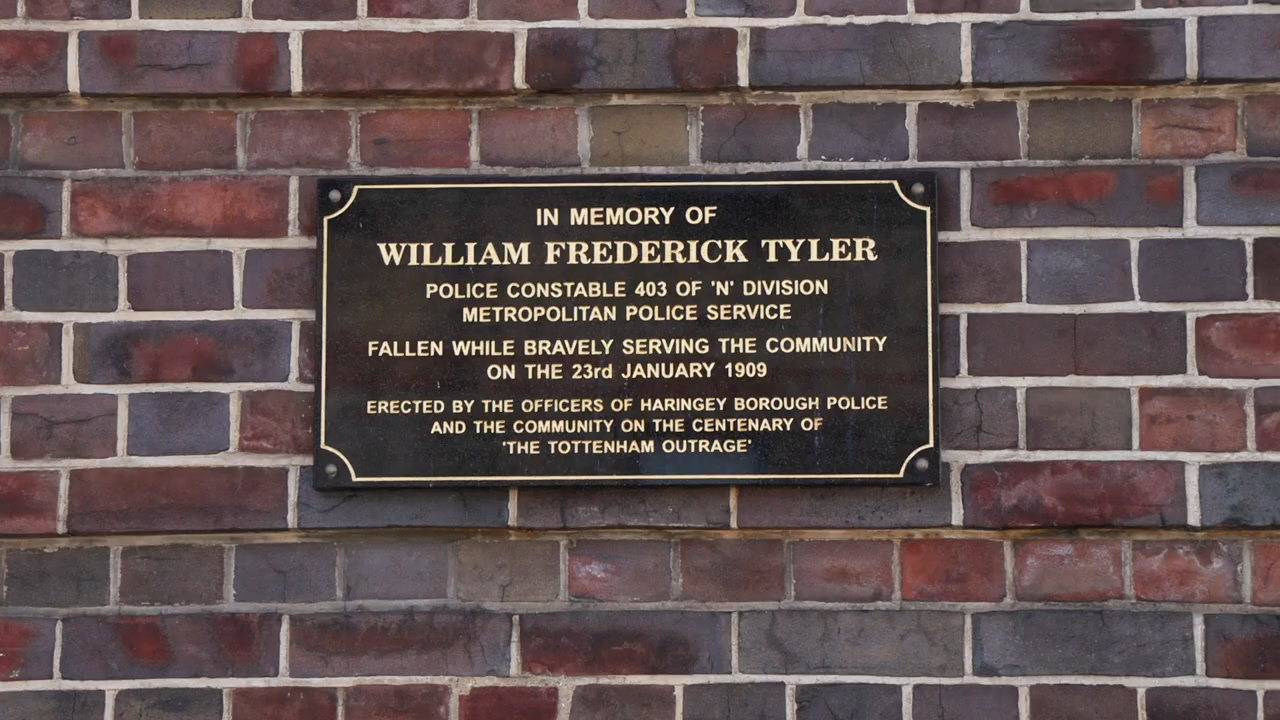 IN MEMORY OF
WILLIAM FREDERICK TYLER
POLICE CONSTABLE 403 OF 'N' DIVISION
METROPOLITAN POLICE SERVICE
FALLEN WHILE BRAVELY SERVING THE COMMUNITY
ON THE 23rd JANUARY 1909
ERECTED BY THE OFFICERS OF HARINGEY BOROUGH POLICE
AND THE COMMUNITY ON THE CENTENARY OF
'THE TOTTENHAM OUTRAGE'